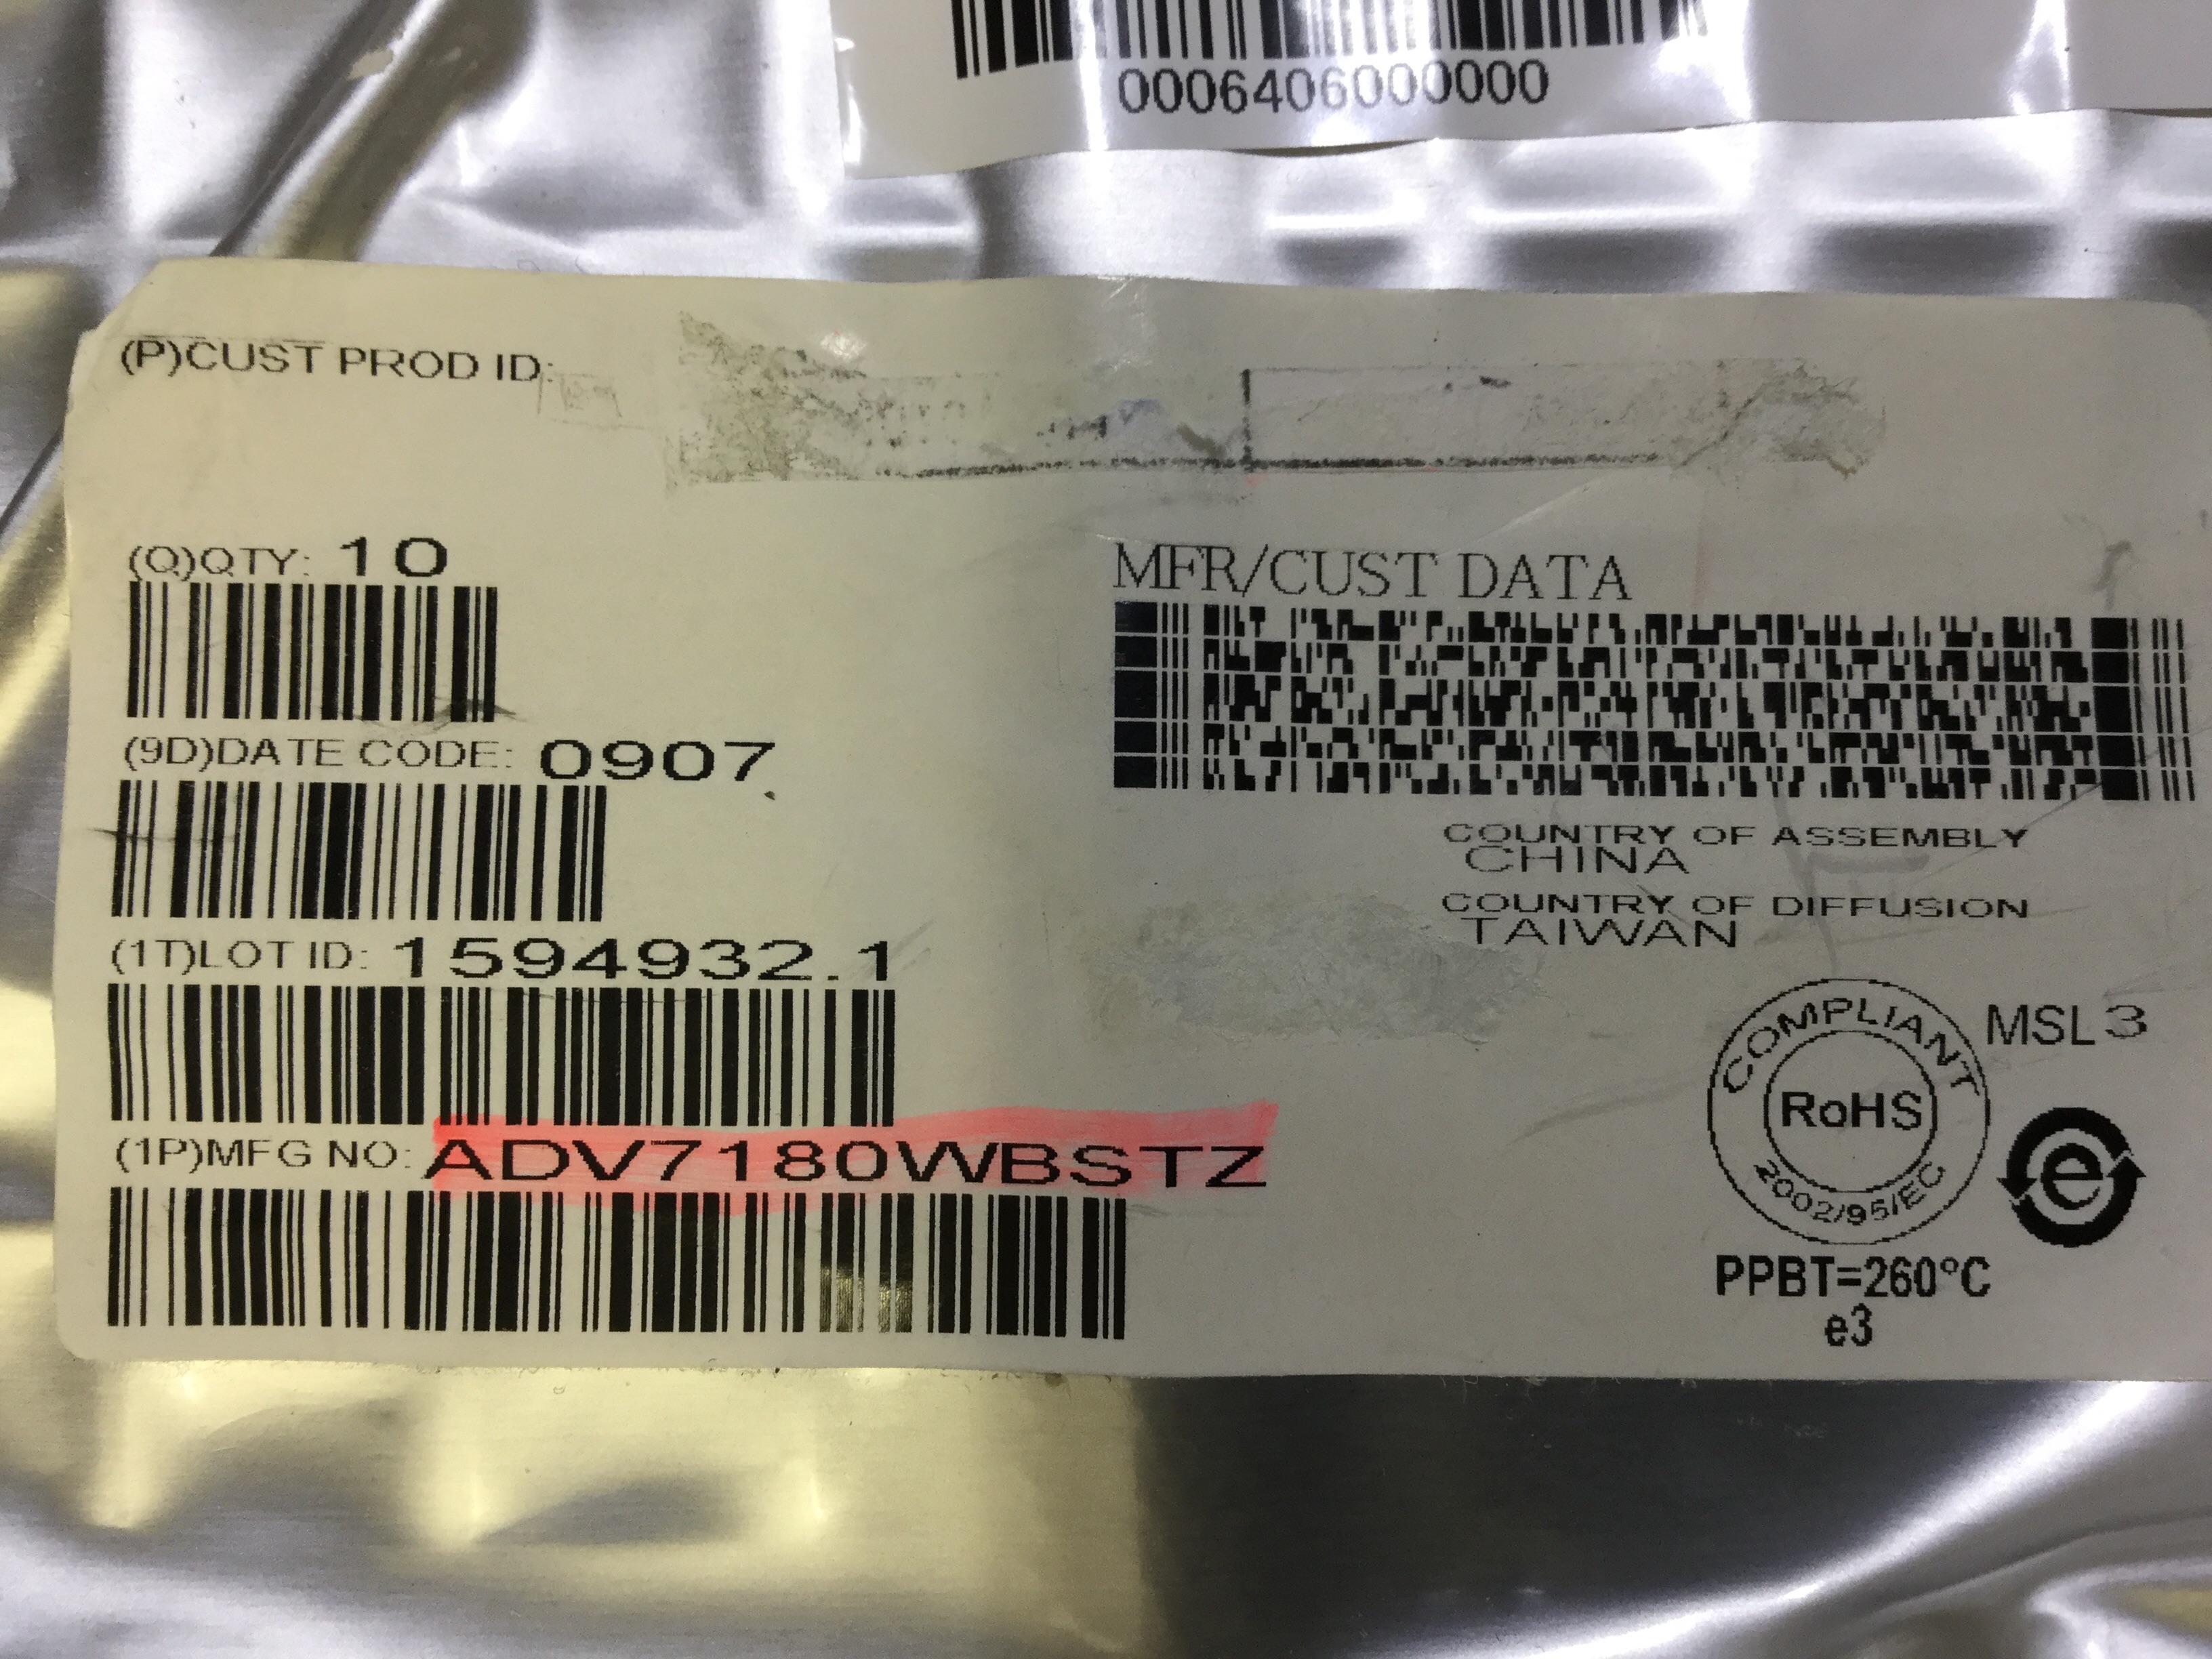 0006406000000
(P)CUST PROD ID:
(Q)QTY: 10
(9D)DATE CODE: 0907
(1T)LOT ID: 1594932.1
(1P)MFG NO: ADV7180WBSTZ
MFR/CUST DATA
COUNTRY OF ASSEMBLY
CHINA
COUNTRY OF DIFFUSION
TAIWAN
COMPLIANT
RoHS
2002/95/EC
MSL3
e
PPBT=260°C
e3